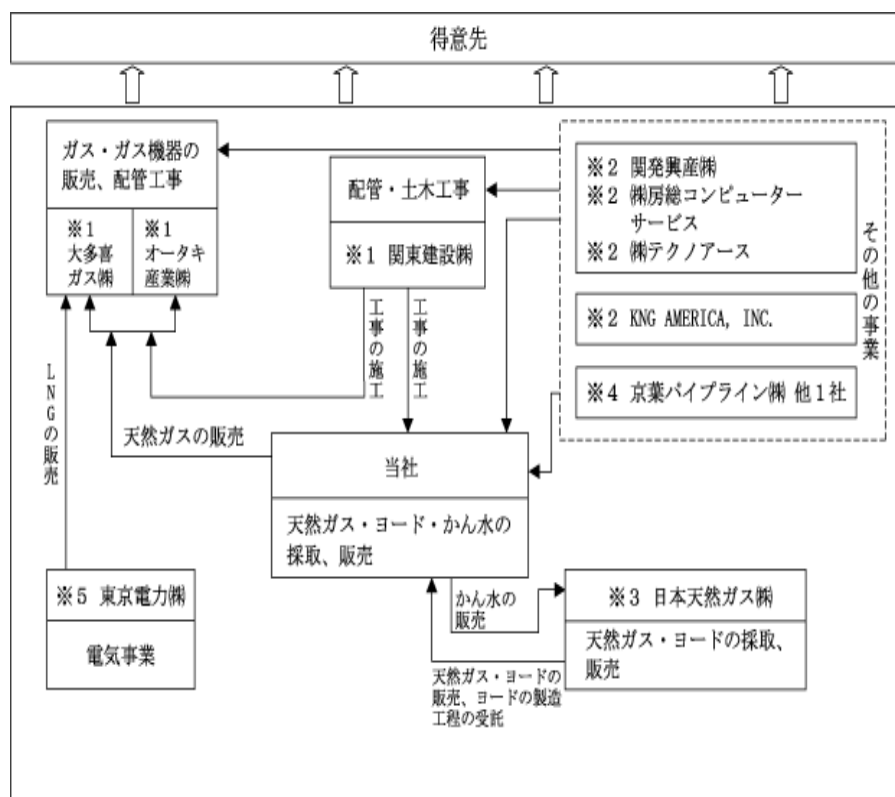 得意先
ガス・ガス機器の
販売、配管工事
※1
大多喜
ガス㈱
※1
オータキ
産業㈱
配管・土木工事
※1 関東建設㈱
※2 関発興産㈱
※2 ㈱房総コンピューター
サービス
※2 ㈱テクノアース
※2 KNG AMERICA, INC.
※4 京葉パイプライン㈱ 他1社
その他の事業
工事の施工
工事の施工
LNGの販売
天然ガスの販売
当社
天然ガス・ヨード・かん水の
採取、販売
※5 東京電力㈱
電気事業
かん水の
販売
※3 日本天然ガス㈱
天然ガス・ヨードの採取、
販売
天然ガス・ヨードの
販売、ヨードの製造
工程の受託